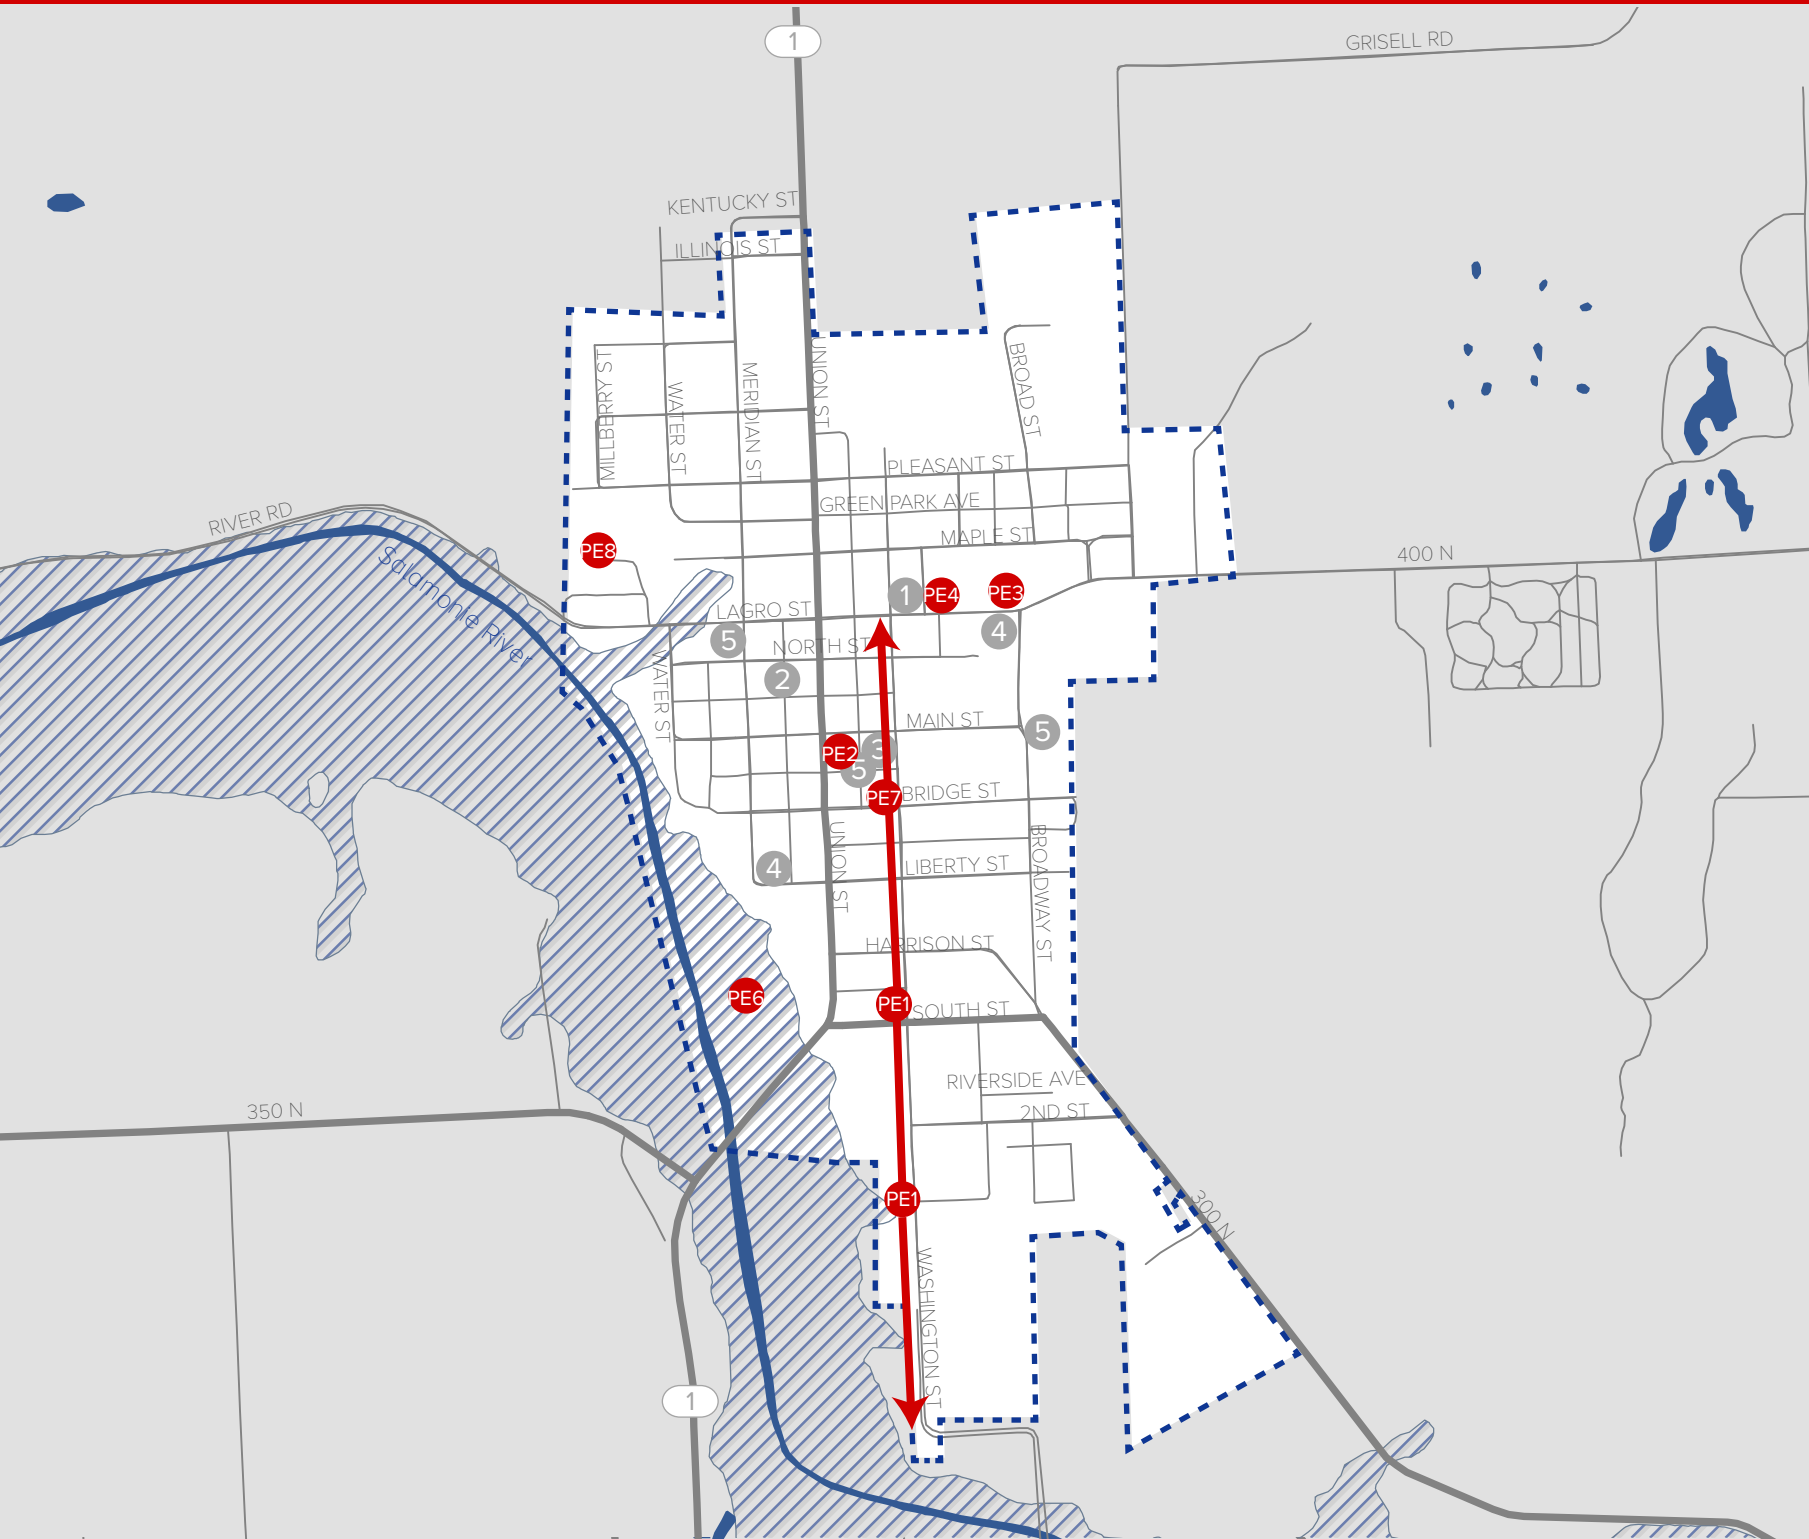 1
GRISELL RD
KENTUCKY ST
ILLINOIS ST
UNION ST
BROAD ST
MILLBERRY ST
WATER ST
MERIDIAN ST
PLEASANT ST
GREEN PARK AVE
RIVER RD
MAPLE ST
400 N
PE8
Salamonie River
1
PE4
PE3
LAGRO ST
5
4
NORTH ST
2
WATER ST
MAIN ST
5
PE2
3
5
PE7
BRIDGE ST
UNION ST
BROADWAY ST
4
LIBERTY ST
HARRISON ST
PE6
PE1
SOUTH ST
RIVERSIDE AVE
350 N
2ND ST
PE1
300 N
WASHINGTON ST
1